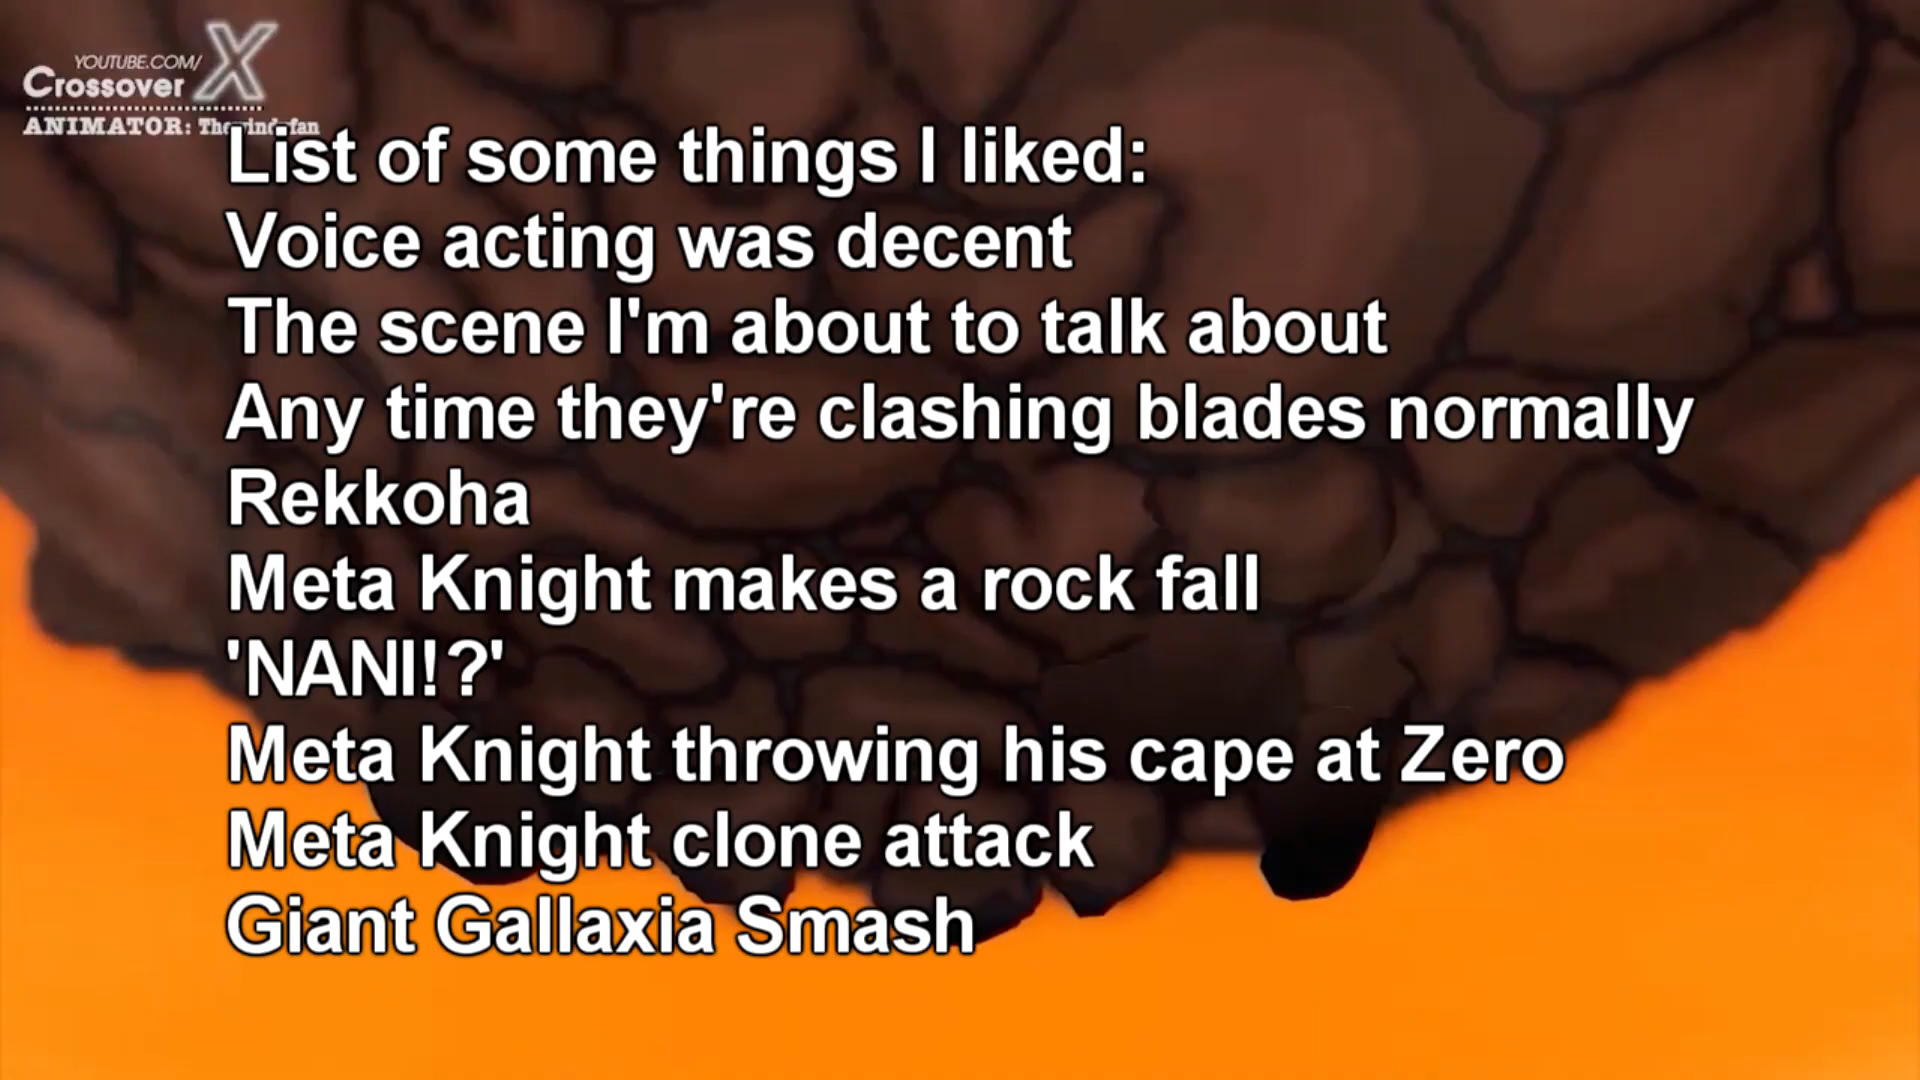 YOUTUBE.COM/
Crossover X
ANIMATOR:
List of some things I liked:
Voice acting was decent
The scene I'm about to talk about
Any time they're clashing blades normally
Rekkoha
Meta Knight makes a rock fall
'NANI!?'
Meta Knight throwing his cape at Zero
Meta Knight clone attack
Giant Gallaxia Smash